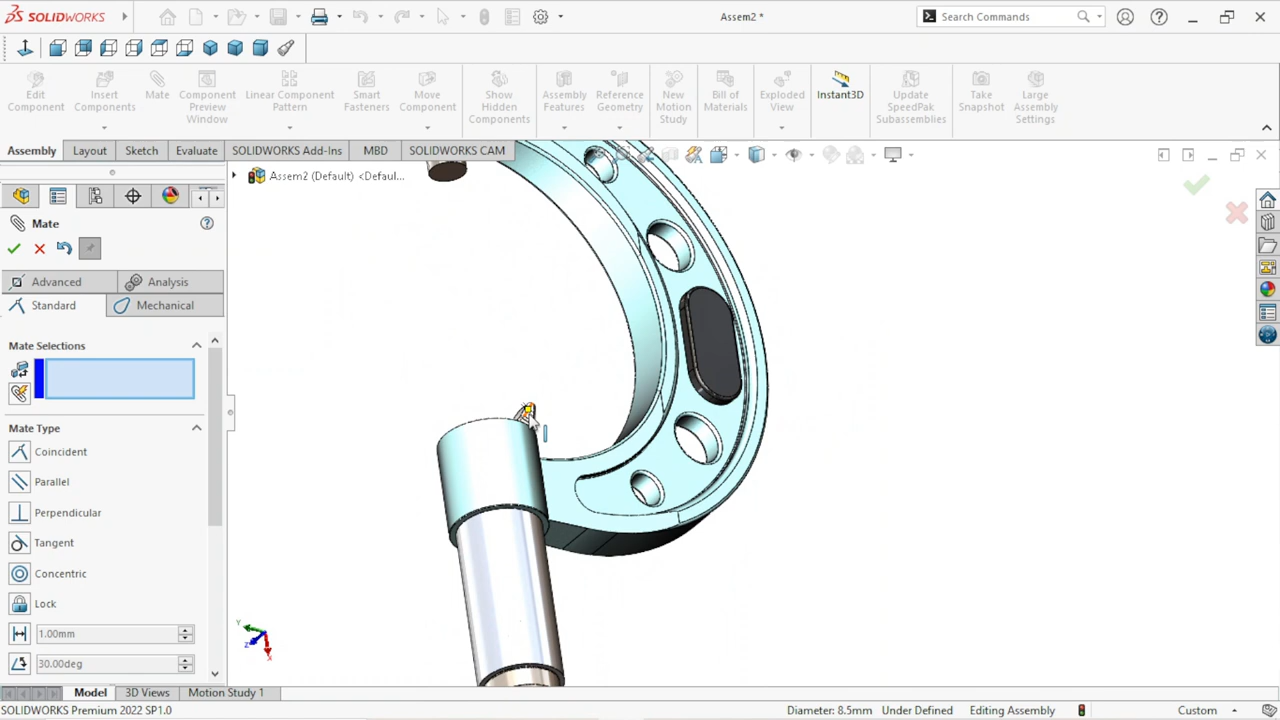 SOLIDWORKS
Assem2 *
Search Commands
Edit Component
Insert Components
Mate
Component Preview Window
Linear Component Pattern
Smart Fasteners
Move Component
Show Hidden Components
Assembly Features
Reference Geometry
New Motion Study
Bill of Materials
Exploded View
Instant3D
Update SpeedPak Subassemblies
Take Snapshot
Large Assembly Settings
Assembly
Layout
Sketch
Evaluate
SOLIDWORKS Add-Ins
MBD
SOLIDWORKS CAM
Assem2 (Default) <Defaul...
Mate
Advanced
Analysis
Standard
Mechanical
Mate Selections
Mate Type
Coincident
Parallel
Perpendicular
Tangent
Concentric
Lock
1.00mm
30.00deg
Y
Z
X
Model
3D Views
Motion Study 1
SOLIDWORKS Premium 2022 SP1.0
Diameter: 8.5mm
Under Defined
Editing Assembly
Custom